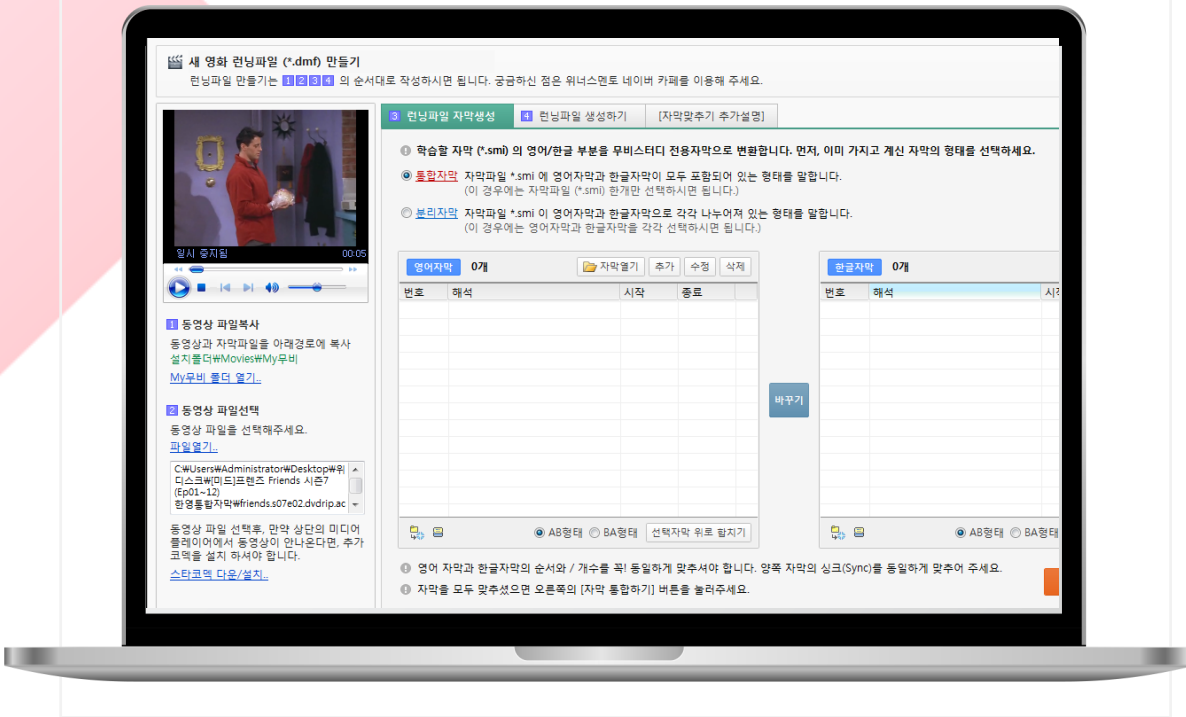 새 영화 런닝파일 (*.dmf) 만들기
런닝파일 만들기는 1 2 3 4 의 순서대로 작성하시면 됩니다. 궁금하신 점은 위너스멘토 네이버 카페를 이용해 주세요.
일시 중지됨 00:05
1 동영상 파일복사
동영상과 자막파일을 아래경로에 복사
설치폴더₩Movies₩My무비
My무비 폴더 열기..
2 동영상 파일선택
동영상 파일을 선택해주세요.
파일열기..
C:₩Users₩Administrator₩Desktop₩위
디스크₩[미드]프렌즈 Friends 시즌7
(Ep01~12)
한영통합자막₩friends.s07e02.dvdrip.ac
동영상 파일 선택후, 만약 상단의 미디어
플레이어에서 동영상이 안나온다면, 추가
코덱을 설치 하셔야 합니다.
스타코덱 다운/설치..
3 런닝파일 자막생성 4 런닝파일 생성하기 [자막맞추기 추가설명]
학습할 자막 (*.smi) 의 영어/한글 부분을 무비스터디 전용자막으로 변환합니다. 먼저, 이미 가지고 계신 자막의 형태를 선택하세요.
통합자막 자막파일 *.smi 에 영어자막과 한글자막이 모두 포함되어 있는 형태를 말합니다.
(이 경우에는 자막파일 (*.smi) 한개만 선택하시면 됩니다.)
분리자막 자막파일 *.smi 이 영어자막과 한글자막으로 각각 나누어져 있는 형태를 말합니다.
(이 경우에는 영어자막과 한글자막을 각각 선택하시면 됩니다.)
영어자막 0개 자막열기 추가 수정 삭제
번호 해석 시작 종료
AB형태 BA형태 선택자막 위로 합치기
바꾸기
한글자막 0개
번호 해석 시작
AB형태 BA형태
영어 자막과 한글자막의 순서와 / 개수를 꼭! 동일하게 맞추셔야 합니다. 양쪽 자막의 싱크(Sync)를 동일하게 맞추어 주세요.
자막을 모두 맞추셨으면 오른쪽의 [자막 통합하기] 버튼을 눌러주세요.